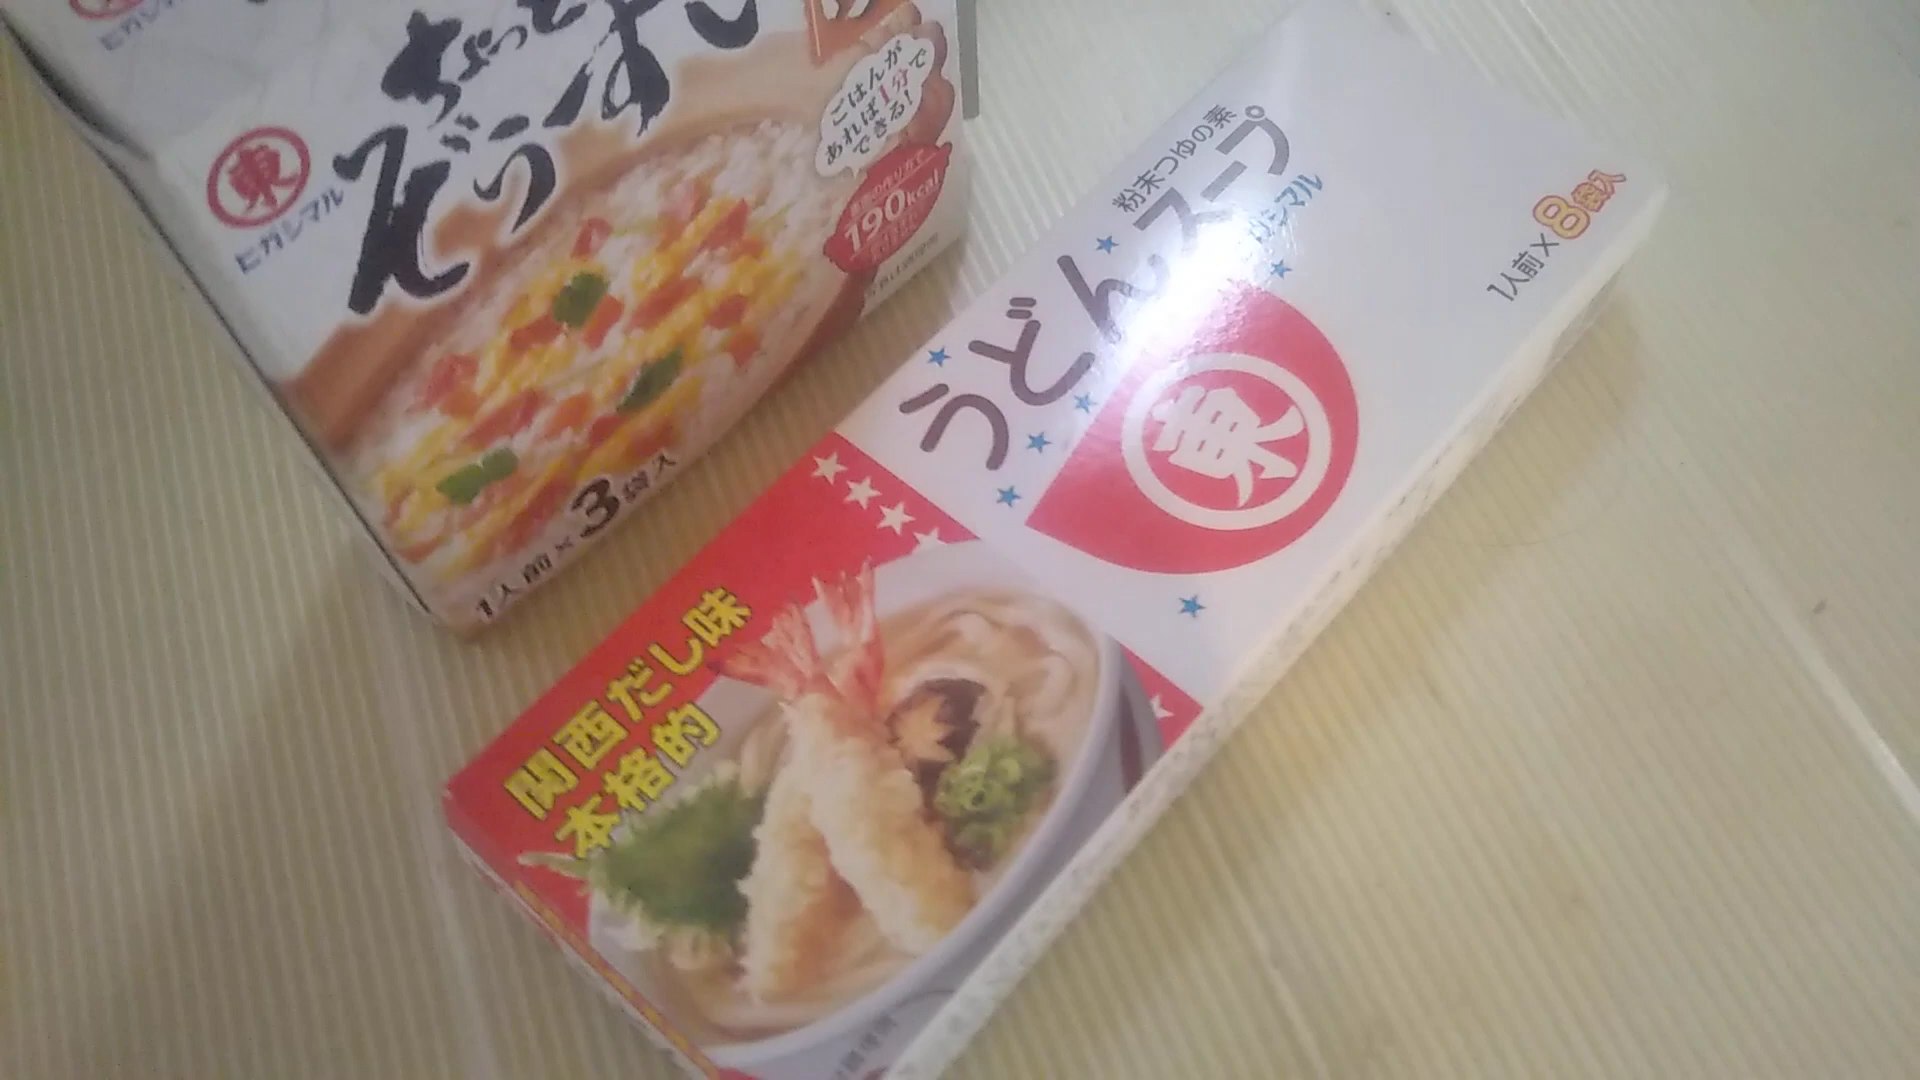 ちょっと
ぞうすい
東
ヒガシマル
ごはんが
あれば1分で
できる!
190kcal
1人前×3袋入
粉末つゆの素
うどんスープ
ヒガシマル
東
1人前×8袋入
関西だし味
本格的